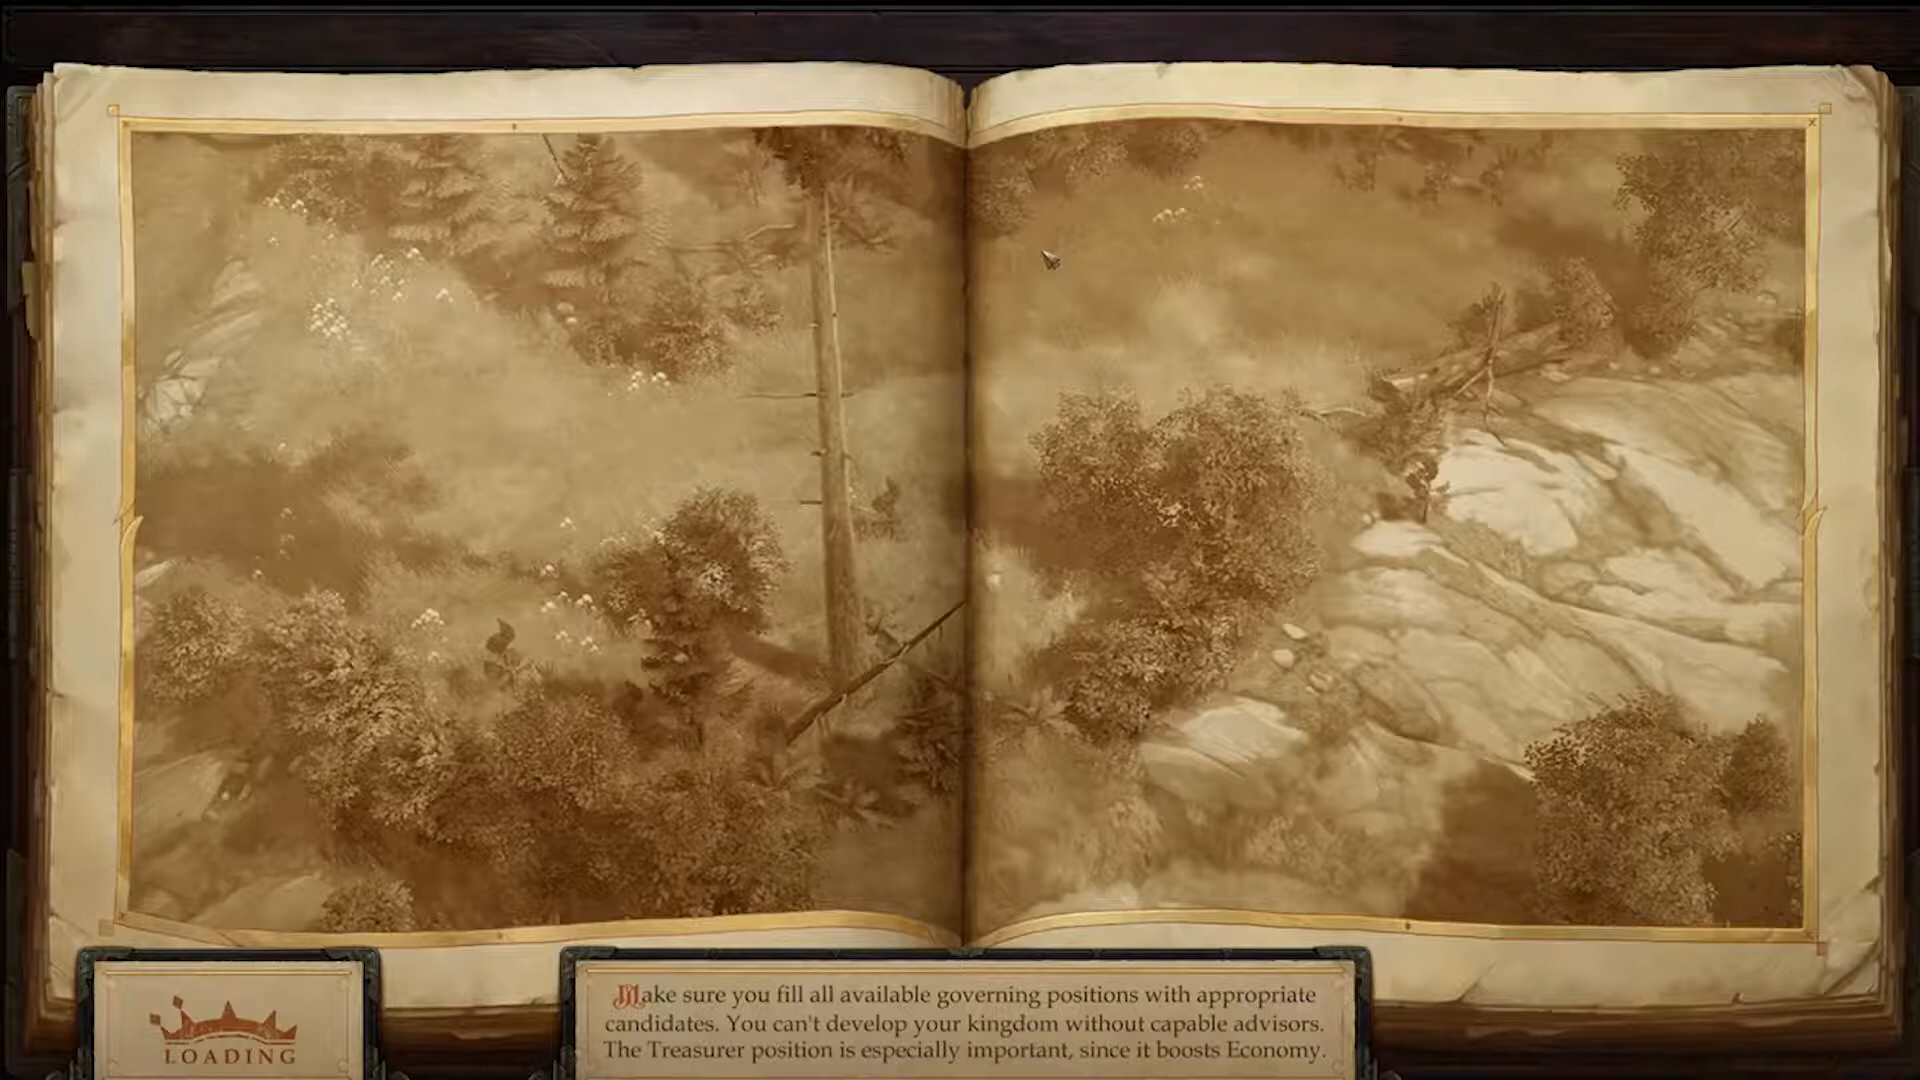 Make sure you fill all available governing positions with appropriate
candidates. You can't develop your kingdom without capable advisors.
The Treasurer position is especially important, since it boosts Economy.
LOADING